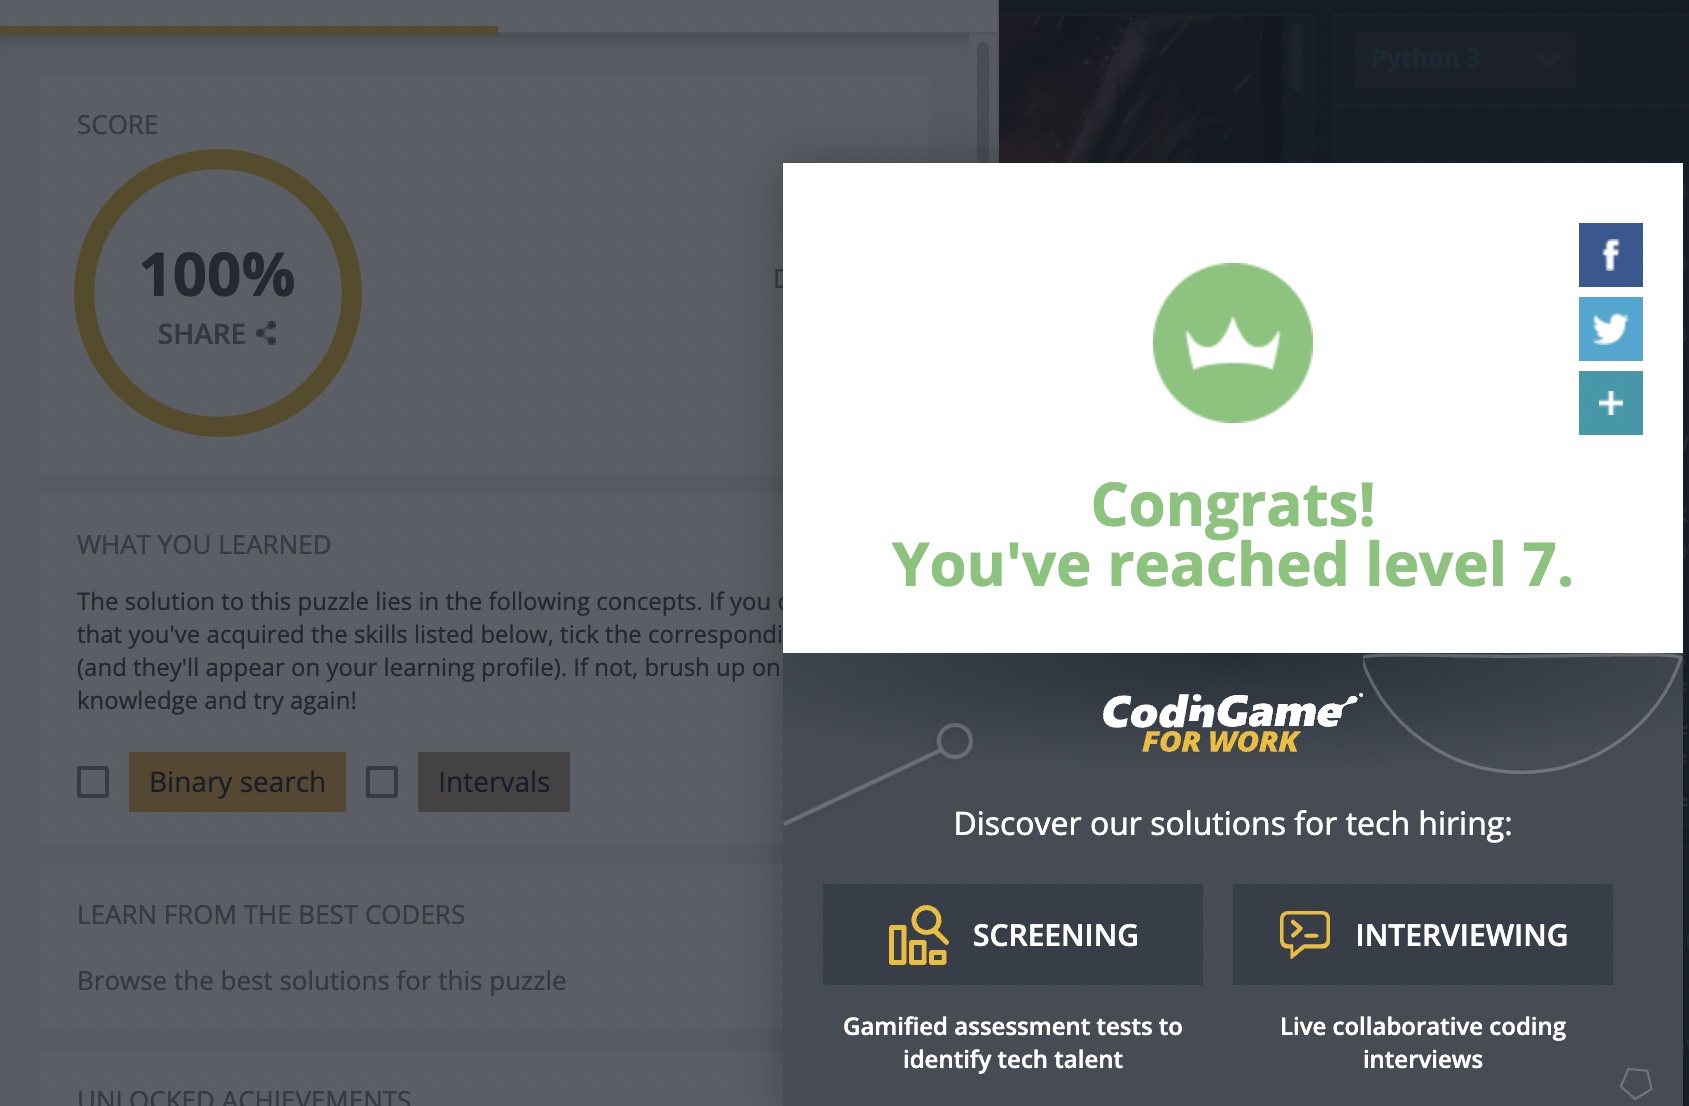 SCORE
100%
SHARE
Python 3
WHAT YOU LEARNED
The solution to this puzzle lies in the following concepts. If you
that you've acquired the skills listed below, tick the
(and they'll appear on your learning profile). If not, brush up on
knowledge and try again!
Binary search
Intervals
LEARN FROM THE BEST CODERS
Browse the best solutions for this puzzle
UNLOCKED ACHIEVEMENTS
Congrats!
You've reached level 7.
CodinGame
FOR WORK
Discover our solutions for tech hiring:
SCREENING
INTERVIEWING
Gamified assessment tests to
identify tech talent
Live collaborative coding
interviews